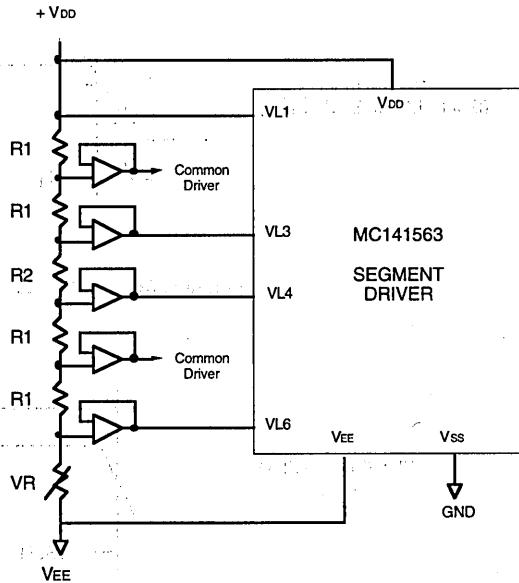 + VDD
VDD
VL1
R1
Common
Driver
R1
VL3
MC141563
R2
SEGMENT
DRIVER
VL4
R1
Common
Driver
R1
VL6
VEE
VSS
VR
GND
VEE